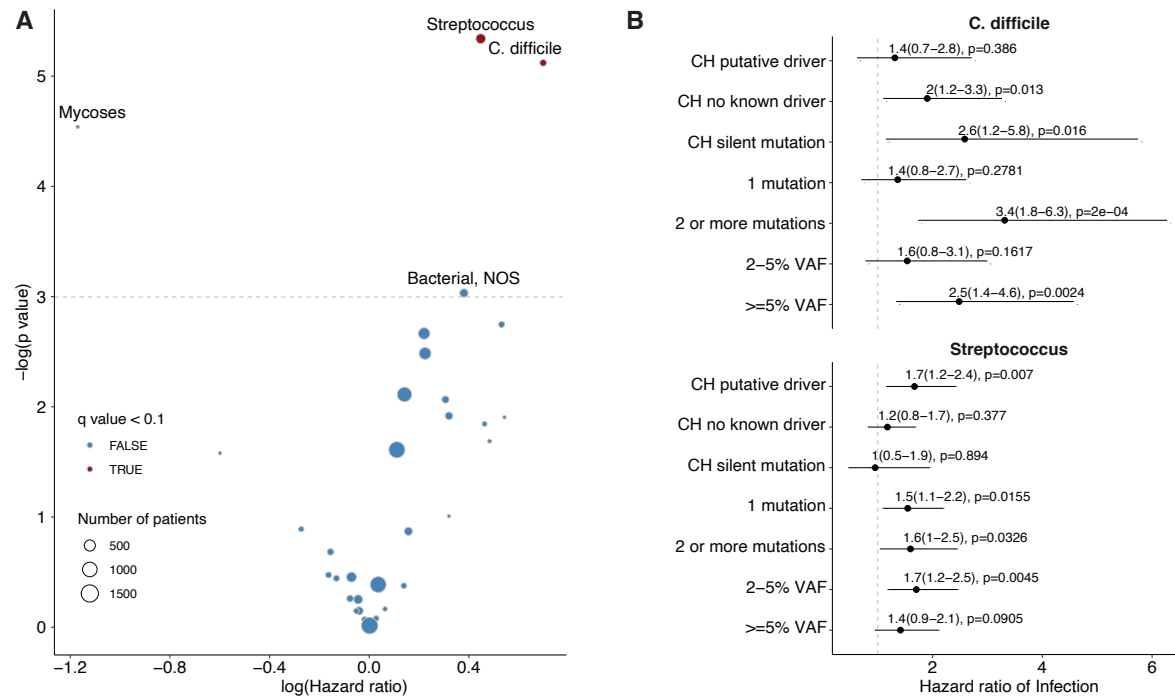 A
Streptococcus
C. difficile
Mycoses
Bacterial, NOS
−log(p value)
5
4
3
2
1
0
q value < 0.1
FALSE
TRUE
Number of patients
500
1000
1500
−1.2
−0.8
−0.4
0.0
0.4
log(Hazard ratio)
B
C. difficile
CH putative driver
1.4(0.7−2.8), p=0.386
CH no known driver
2(1.2−3.3), p=0.013
CH silent mutation
2.6(1.2−5.8), p=0.016
1 mutation
1.4(0.8−2.7), p=0.2781
2 or more mutations
3.4(1.8−6.3), p=2e−04
2−5% VAF
1.6(0.8−3.1), p=0.1617
>=5% VAF
2.5(1.4−4.6), p=0.0024
Streptococcus
CH putative driver
1.7(1.2−2.4), p=0.007
CH no known driver
1.2(0.8−1.7), p=0.377
CH silent mutation
1(0.5−1.9), p=0.894
1 mutation
1.5(1.1−2.2), p=0.0155
2 or more mutations
1.6(1−2.5), p=0.0326
2−5% VAF
1.7(1.2−2.5), p=0.0045
>=5% VAF
1.4(0.9−2.1), p=0.0905
2
4
6
Hazard ratio of Infection